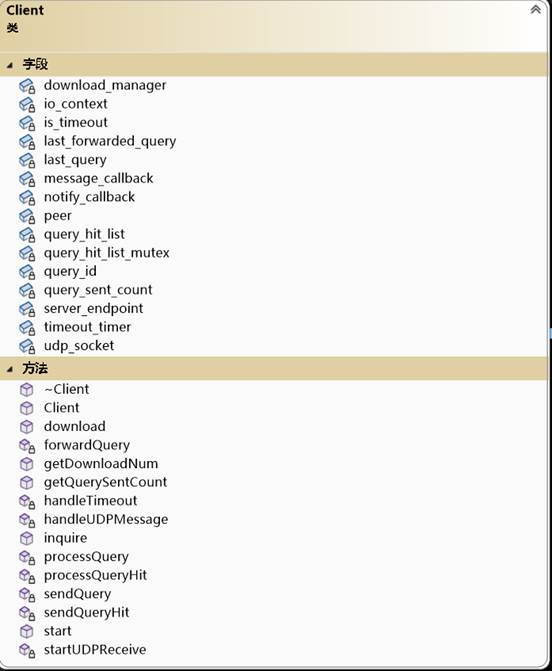 Client
类
字段
download_manager
io_context
is_timeout
last_forwarded_query
last_query
message_callback
notify_callback
peer
query_hit_list
query_hit_list_mutex
query_id
query_sent_count
server_endpoint
timeout_timer
udp_socket
方法
~Client
Client
download
forwardQuery
getDownloadNum
getQuerySentCount
handleTimeout
handleUDPMessage
inquire
processQuery
processQueryHit
sendQuery
sendQueryHit
start
startUDPReceive